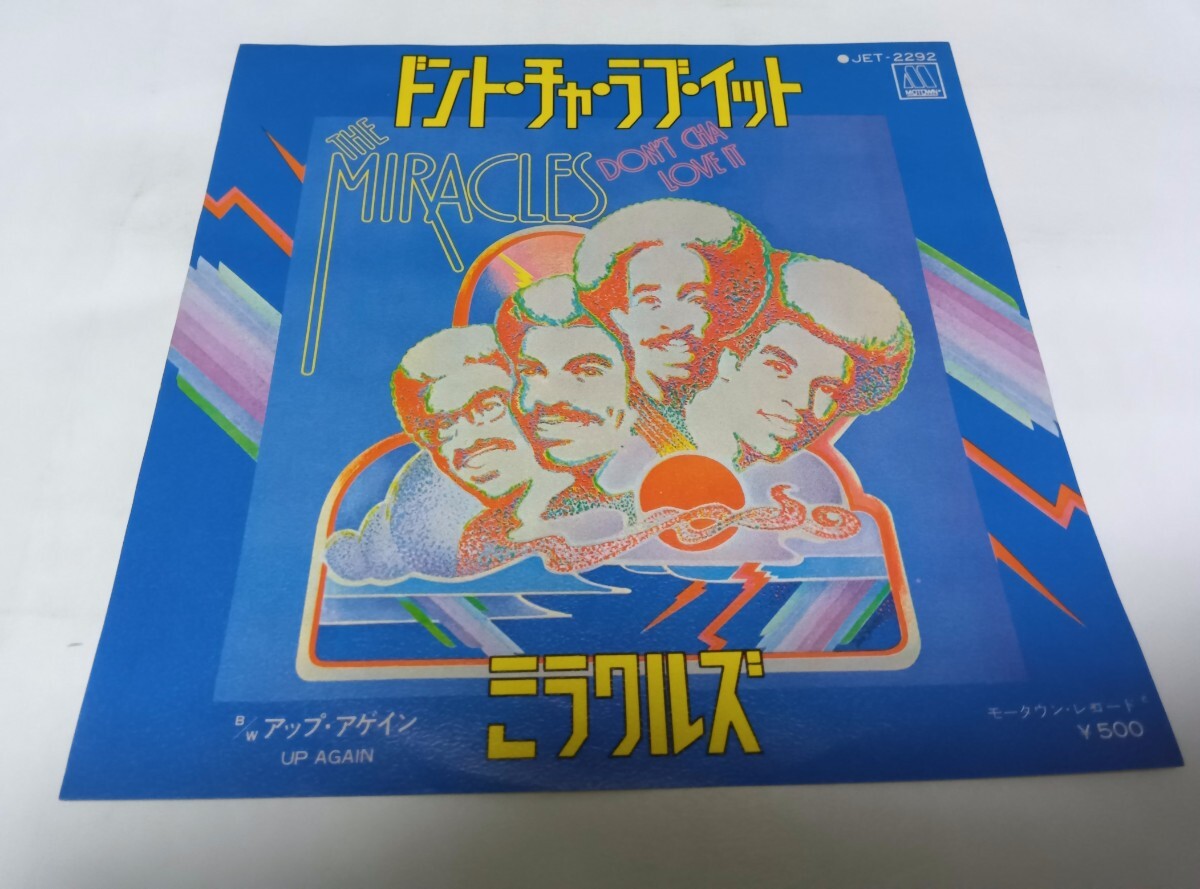 ドント・チャ・ラブ・イット
●JET-2292
MOTOWN
THE
MIRACLES
DON'T CHA
LOVE IT
ミラクルズ
B/W アップ・アゲイン
UP AGAIN
モータウン・レコード
¥500